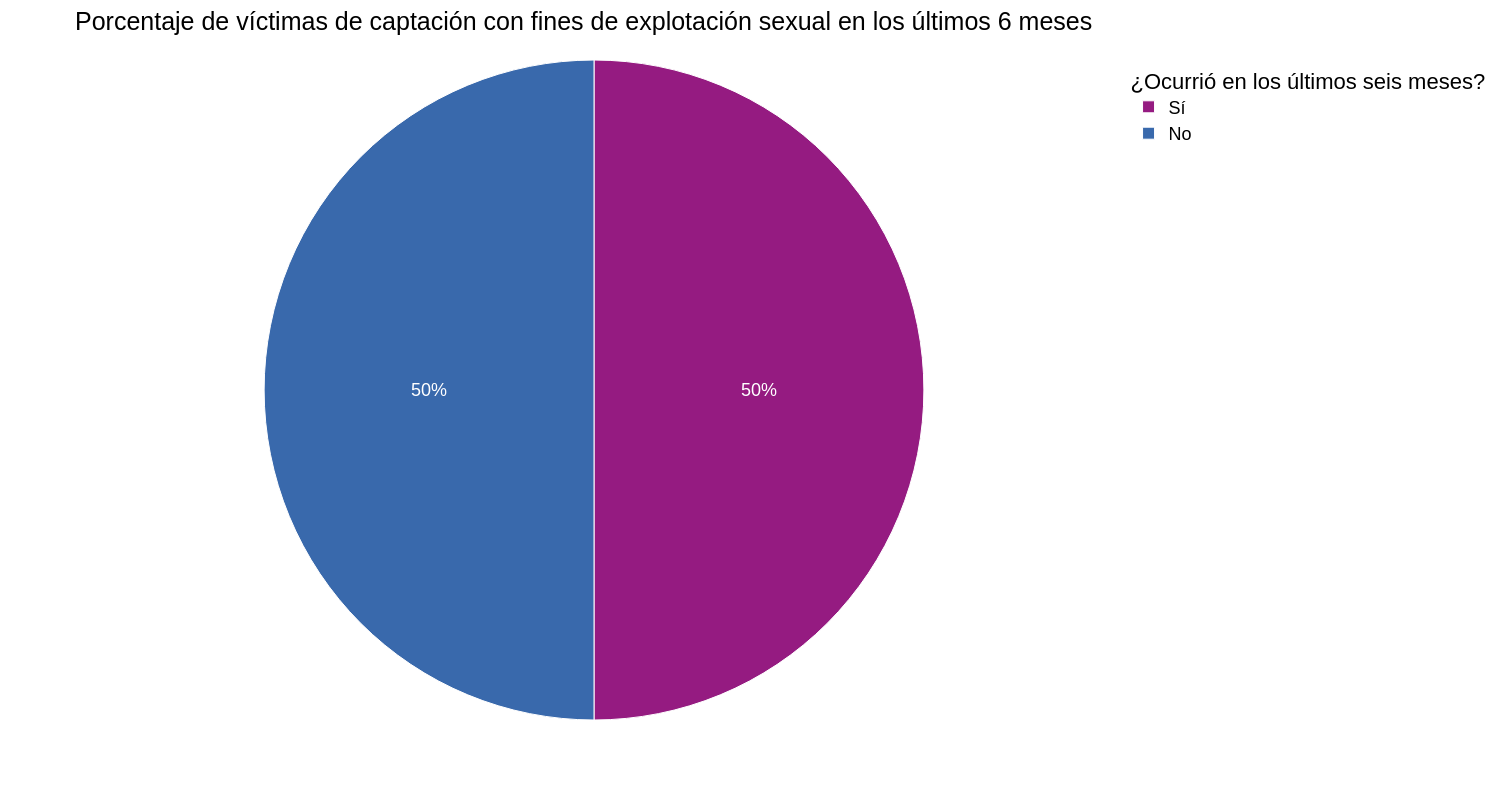 Porcentaje de víctimas de captación con fines de explotación sexual en los últimos 6 meses
¿Ocurrió en los últimos seis meses?
Sí
No
50%
50%